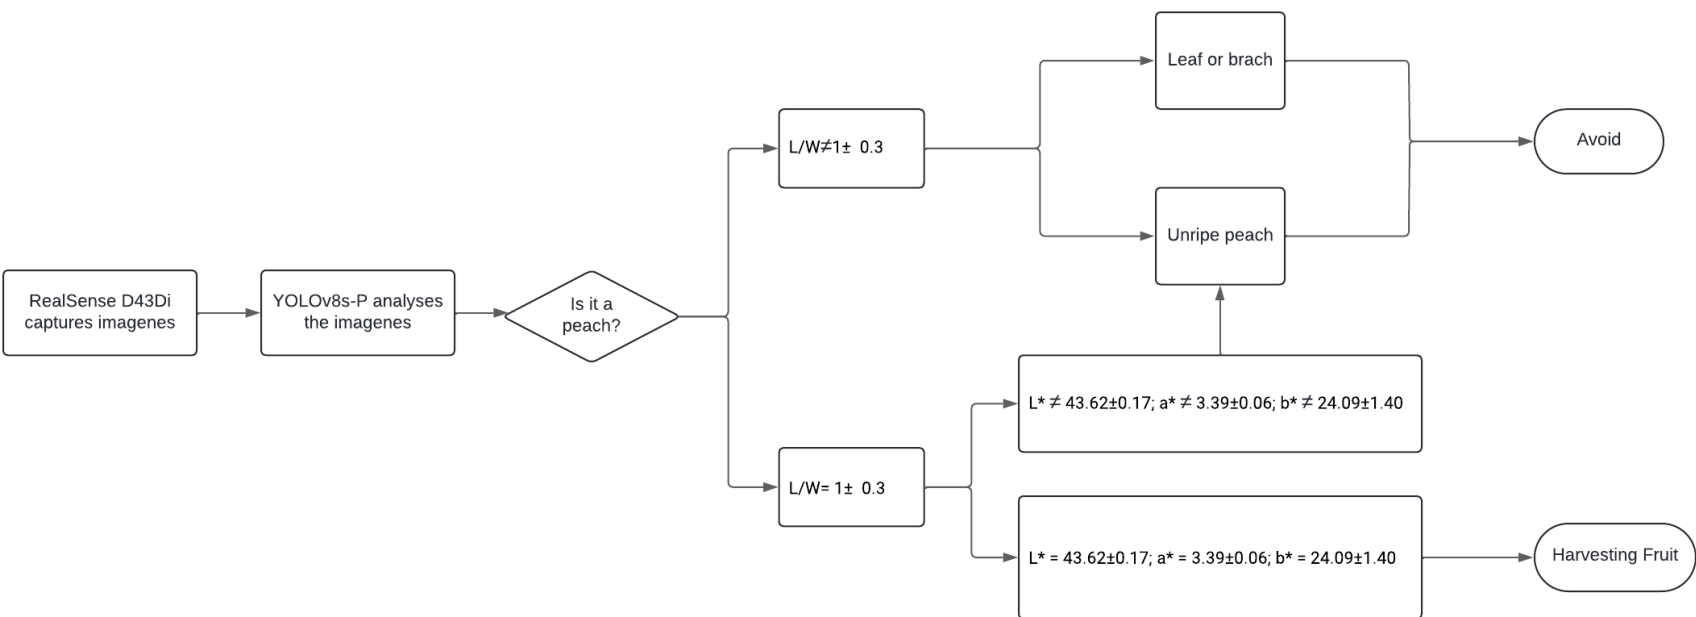 RealSense D43Di
captures imagenes
YOLOv8s-P analyses
the imagenes
Is it a
peach?
L/W≠1± 0.3
Leaf or brach
Unripe peach
Avoid
L/W= 1± 0.3
L* ≠ 43.62±0.17; a* ≠ 3.39±0.06; b* ≠ 24.09±1.40
L* = 43.62±0.17; a* = 3.39±0.06; b* = 24.09±1.40
Harvesting Fruit